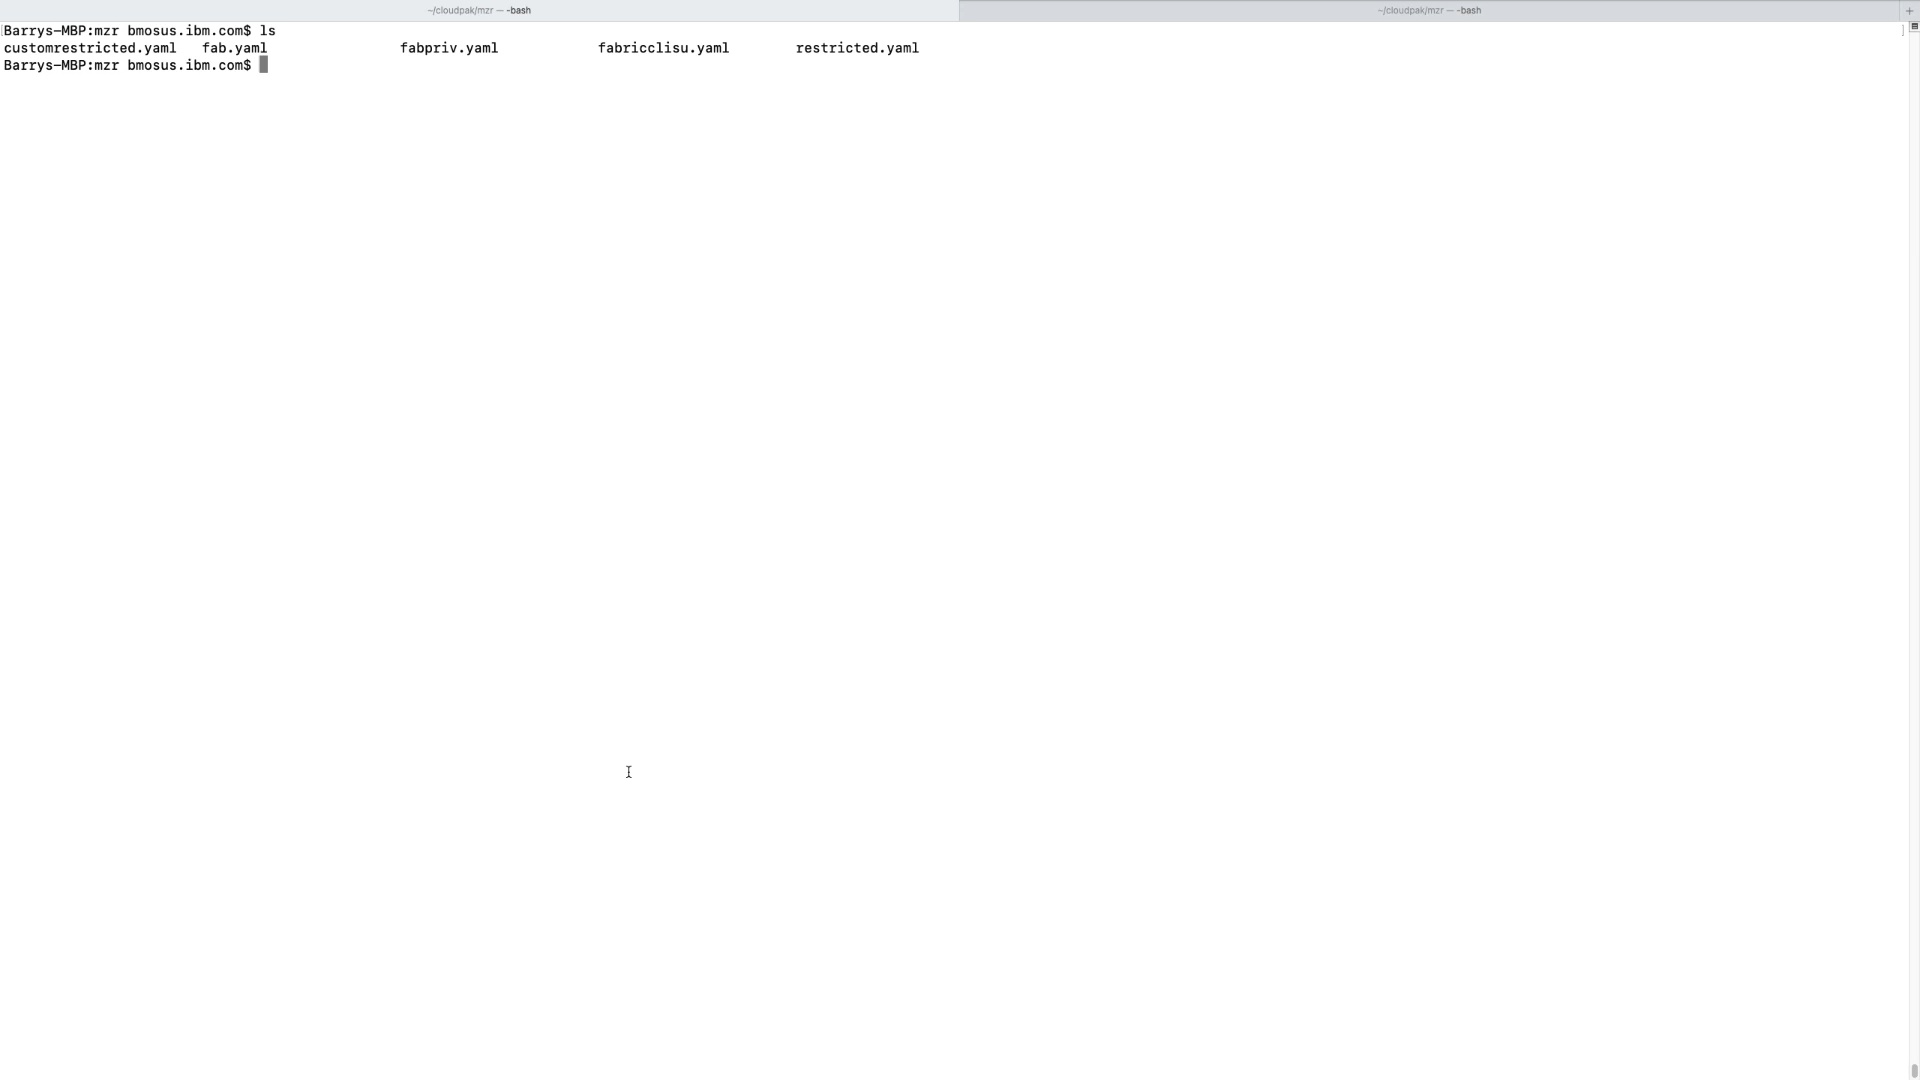 ~/cloudpak/mzr — -bash
~/cloudpak/mzr — -bash
Barrys-MBP:mzr bmosus.ibm.com$ ls
customrestricted.yaml fab.yaml fabpriv.yaml fabricclisu.yaml restricted.yaml
Barrys-MBP:mzr bmosus.ibm.com$